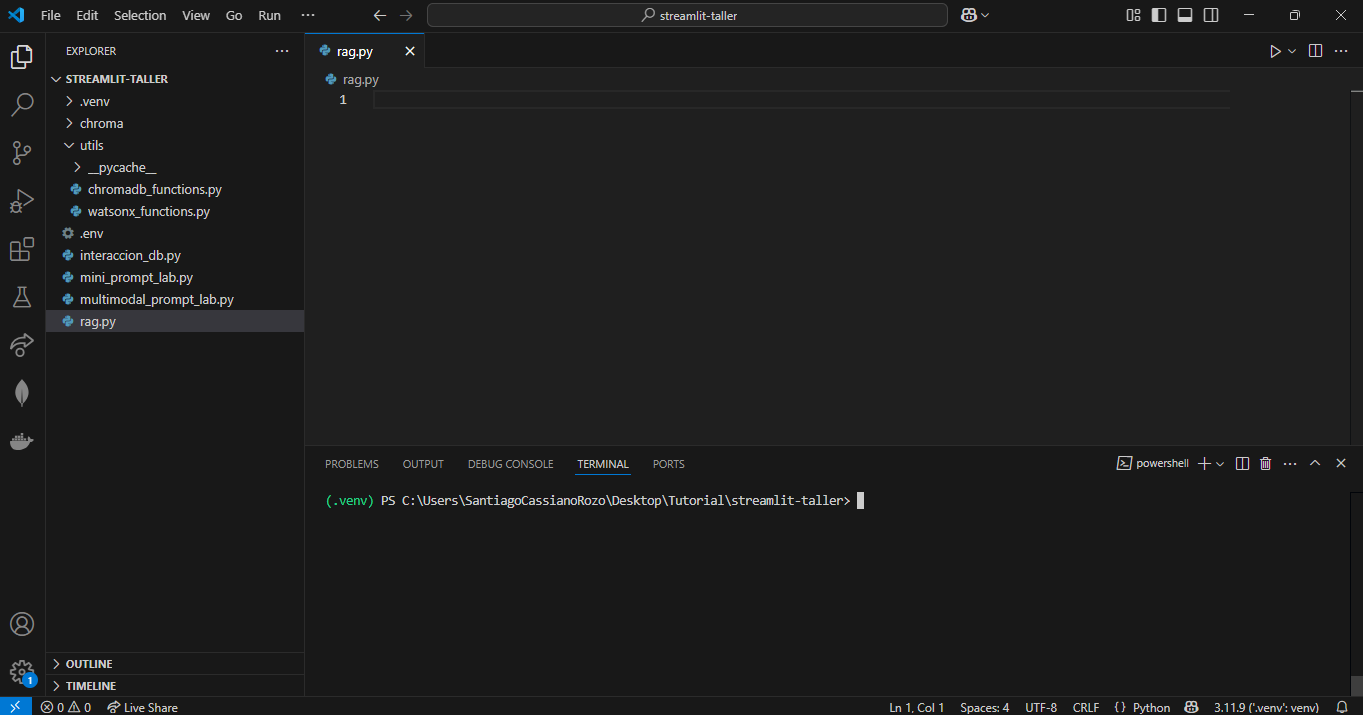 File Edit Selection View Go Run ···
streamlit-taller
EXPLORER ···
STREAMLIT-TALLER
.venv
chroma
utils
__pycache__
chromadb_functions.py
watsonx_functions.py
.env
interaccion_db.py
mini_prompt_lab.py
multimodal_prompt_lab.py
rag.py
OUTLINE
TIMELINE
rag.py
rag.py
1
PROBLEMS OUTPUT DEBUG CONSOLE TERMINAL PORTS
powershell
(.venv) PS C:\Users\SantiagoCassianoRozo\Desktop\Tutorial\streamlit-taller>
1
0 0 Live Share
Ln 1, Col 1 Spaces: 4 UTF-8 CRLF {} Python 3.11.9 ('.venv': venv)